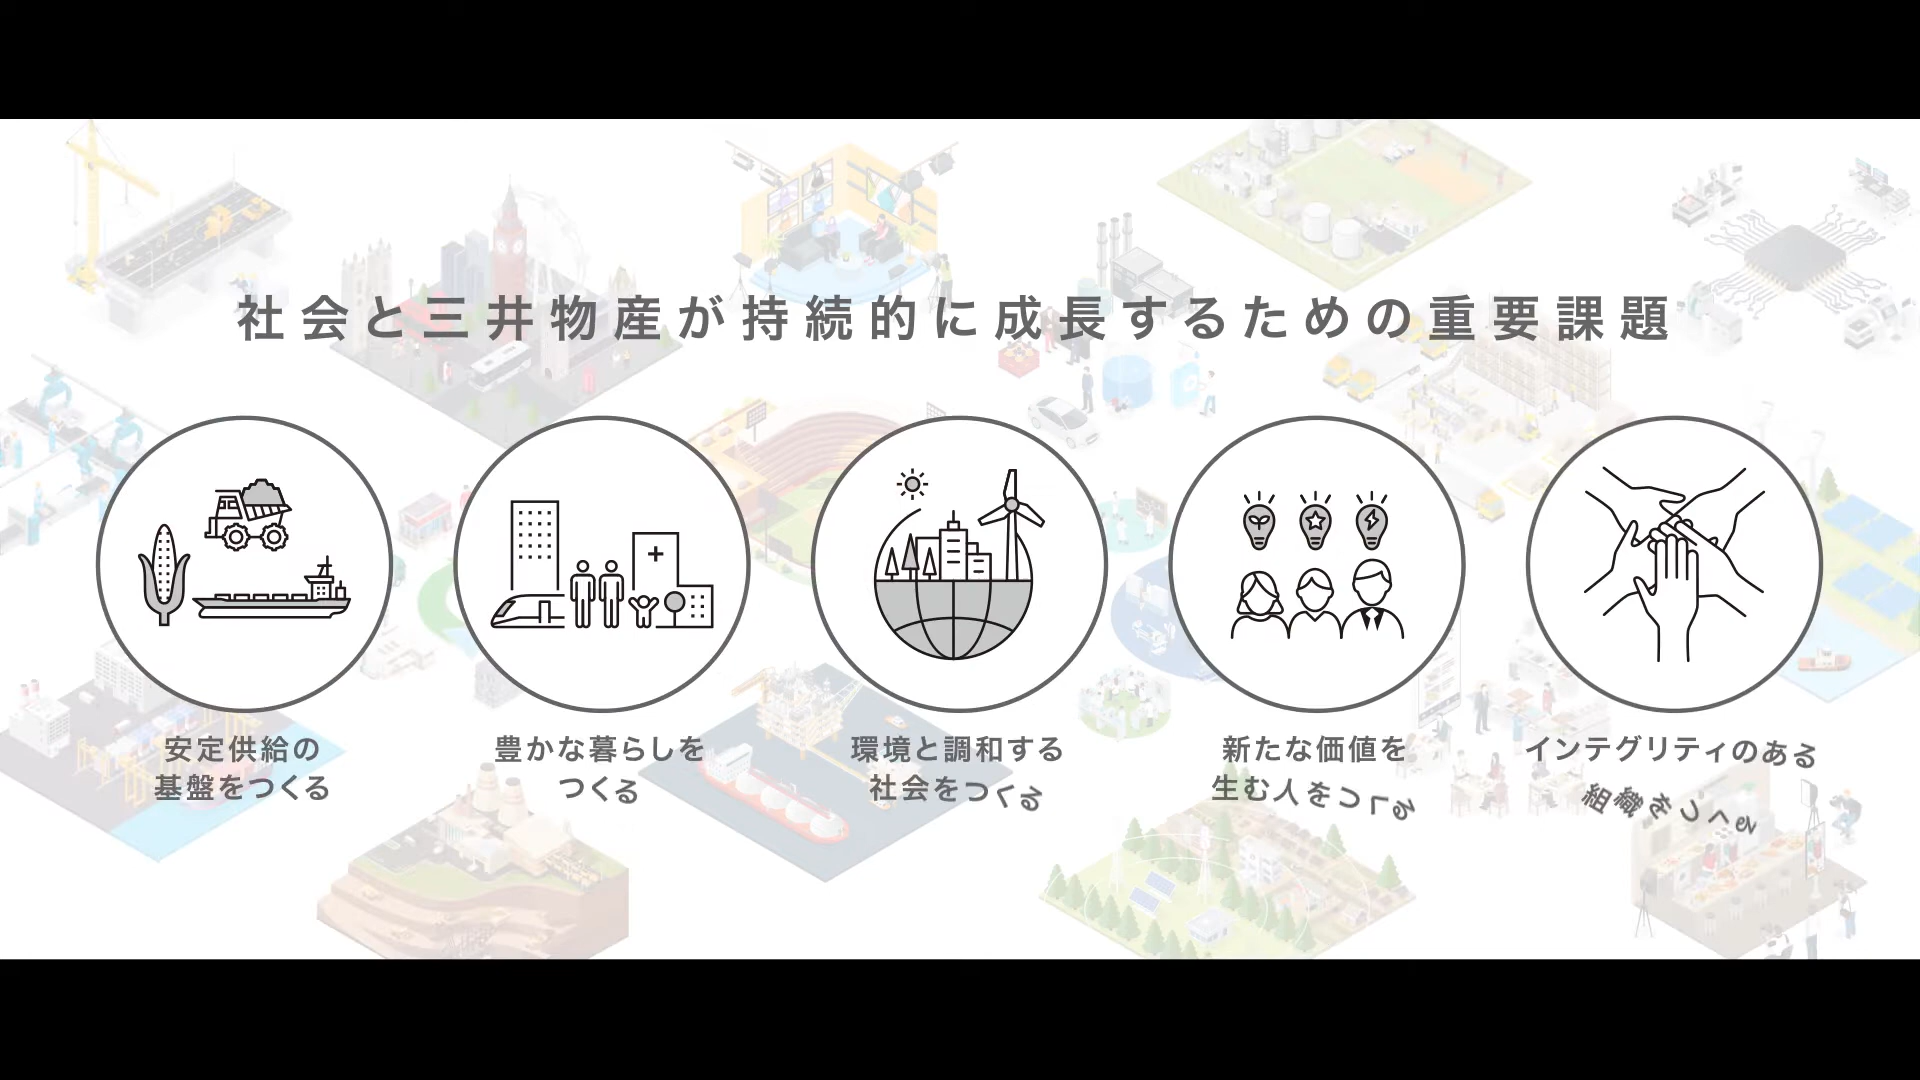 社会と三井物産が持続的に成長するための重要課題
安定供給の
基盤をつくる
豊かな暮らしを
つくる
環境と調和する
社会をつくる
新たな価値を
生む人をつくる
インテグリティのある
組織をつくる